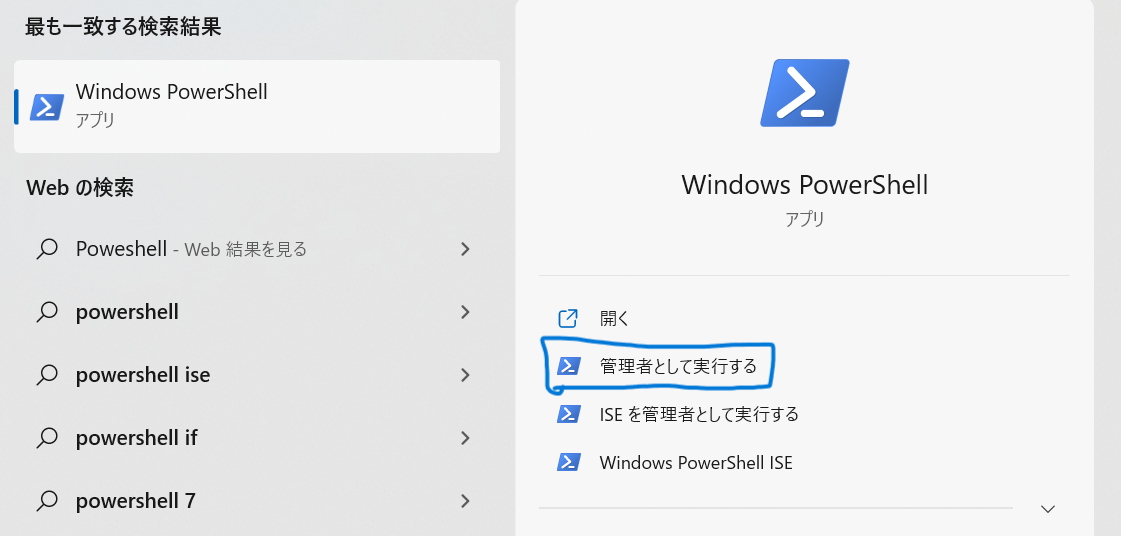 最も一致する検索結果
Windows PowerShell
アプリ
Web の検索
Poweshell - Web 結果を見る
powershell
powershell ise
powershell if
powershell 7
Windows PowerShell
アプリ
開く
管理者として実行する
ISE を管理者として実行する
Windows PowerShell ISE